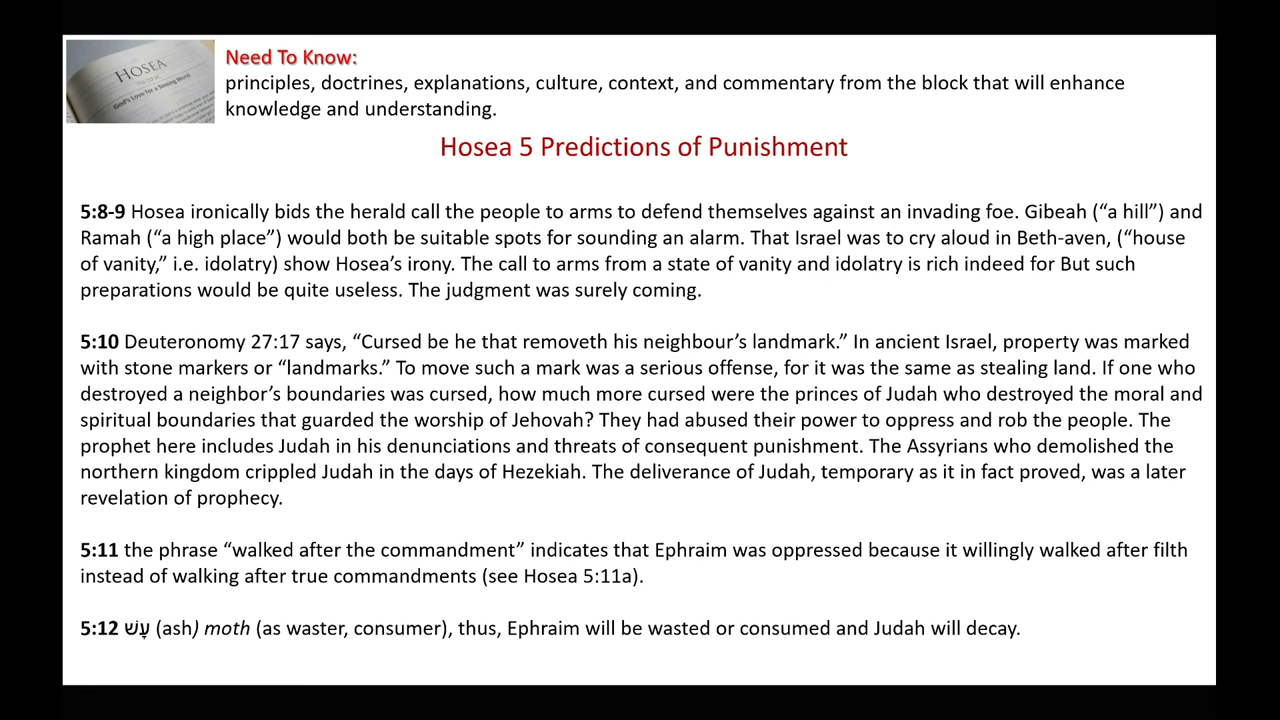 HOSEA
God's Love for a Sinning World
Need To Know:
principles, doctrines, explanations, culture, context, and commentary from the block that will enhance
knowledge and understanding.
Hosea 5 Predictions of Punishment
5:8-9 Hosea ironically bids the herald call the people to arms to defend themselves against an invading foe. Gibeah (“a hill”) and
Ramah (“a high place”) would both be suitable spots for sounding an alarm. That Israel was to cry aloud in Beth-aven, (“house
of vanity,” i.e. idolatry) show Hosea’s irony. The call to arms from a state of vanity and idolatry is rich indeed for But such
preparations would be quite useless. The judgment was surely coming.
5:10 Deuteronomy 27:17 says, “Cursed be he that removeth his neighbour’s landmark.” In ancient Israel, property was marked
with stone markers or “landmarks.” To move such a mark was a serious offense, for it was the same as stealing land. If one who
destroyed a neighbor’s boundaries was cursed, how much more cursed were the princes of Judah who destroyed the moral and
spiritual boundaries that guarded the worship of Jehovah? They had abused their power to oppress and rob the people. The
prophet here includes Judah in his denunciations and threats of consequent punishment. The Assyrians who demolished the
northern kingdom crippled Judah in the days of Hezekiah. The deliverance of Judah, temporary as it in fact proved, was a later
revelation of prophecy.
5:11 the phrase “walked after the commandment” indicates that Ephraim was oppressed because it willingly walked after filth
instead of walking after true commandments (see Hosea 5:11a).
5:12 עָשׁ (ash) moth (as waster, consumer), thus, Ephraim will be wasted or consumed and Judah will decay.